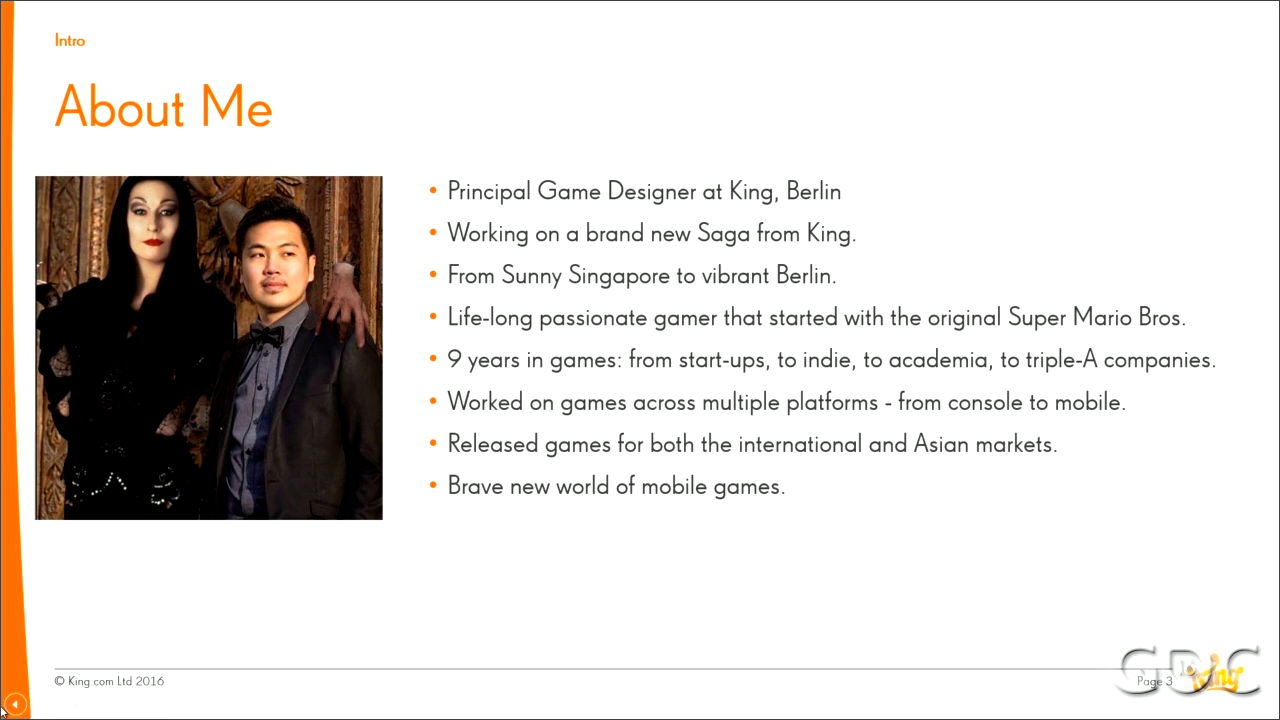 Intro
About Me
• Principal Game Designer at King, Berlin
• Working on a brand new Saga from King.
• From Sunny Singapore to vibrant Berlin.
• Life-long passionate gamer that started with the original Super Mario Bros.
• 9 years in games: from start-ups, to indie, to academia, to triple-A companies.
• Worked on games across multiple platforms - from console to mobile.
• Released games for both the international and Asian markets.
• Brave new world of mobile games.
© King.com Ltd 2016
Page 3
GDC
King